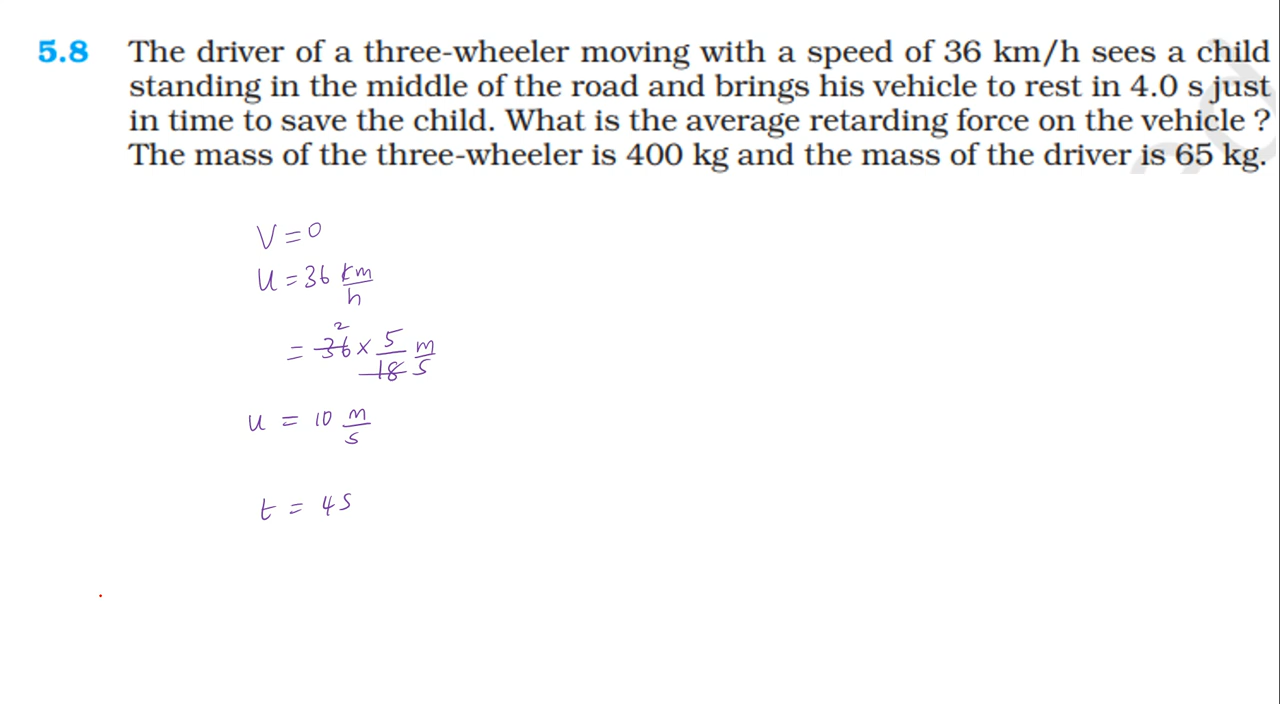 5.8 The driver of a three-wheeler moving with a speed of 36 km/h sees a child
standing in the middle of the road and brings his vehicle to rest in 4.0 s just
in time to save the child. What is the average retarding force on the vehicle ?
The mass of the three-wheeler is 400 kg and the mass of the driver is 65 kg.
V = 0
u = 36 km/h
= 36 2 × 5/18 m/s
u = 10 m/s
t = 4 s